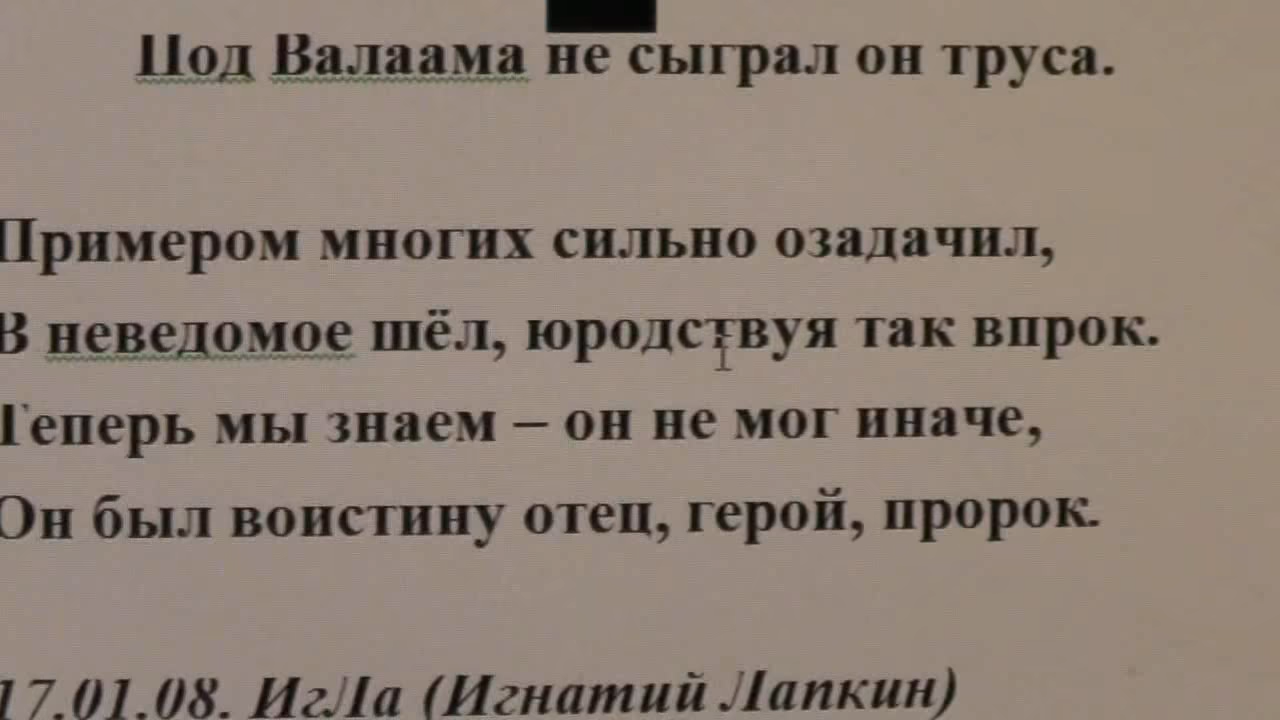 Под Валаама не сыграл он труса.
Примером многих сильно озадачил,
В неведомое шёл, юродствуя так впрок.
Теперь мы знаем – он не мог иначе,
Он был воистину отец, герой, пророк.
17.01.08. ИгЛа (Игнатий Лапкин)